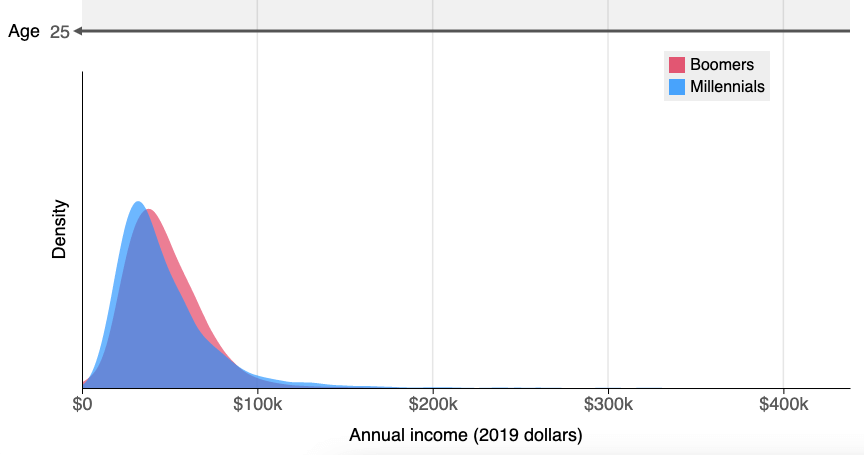 Age 25
Boomers
Millennials
Density
$0 $100k $200k $300k $400k
Annual income (2019 dollars)